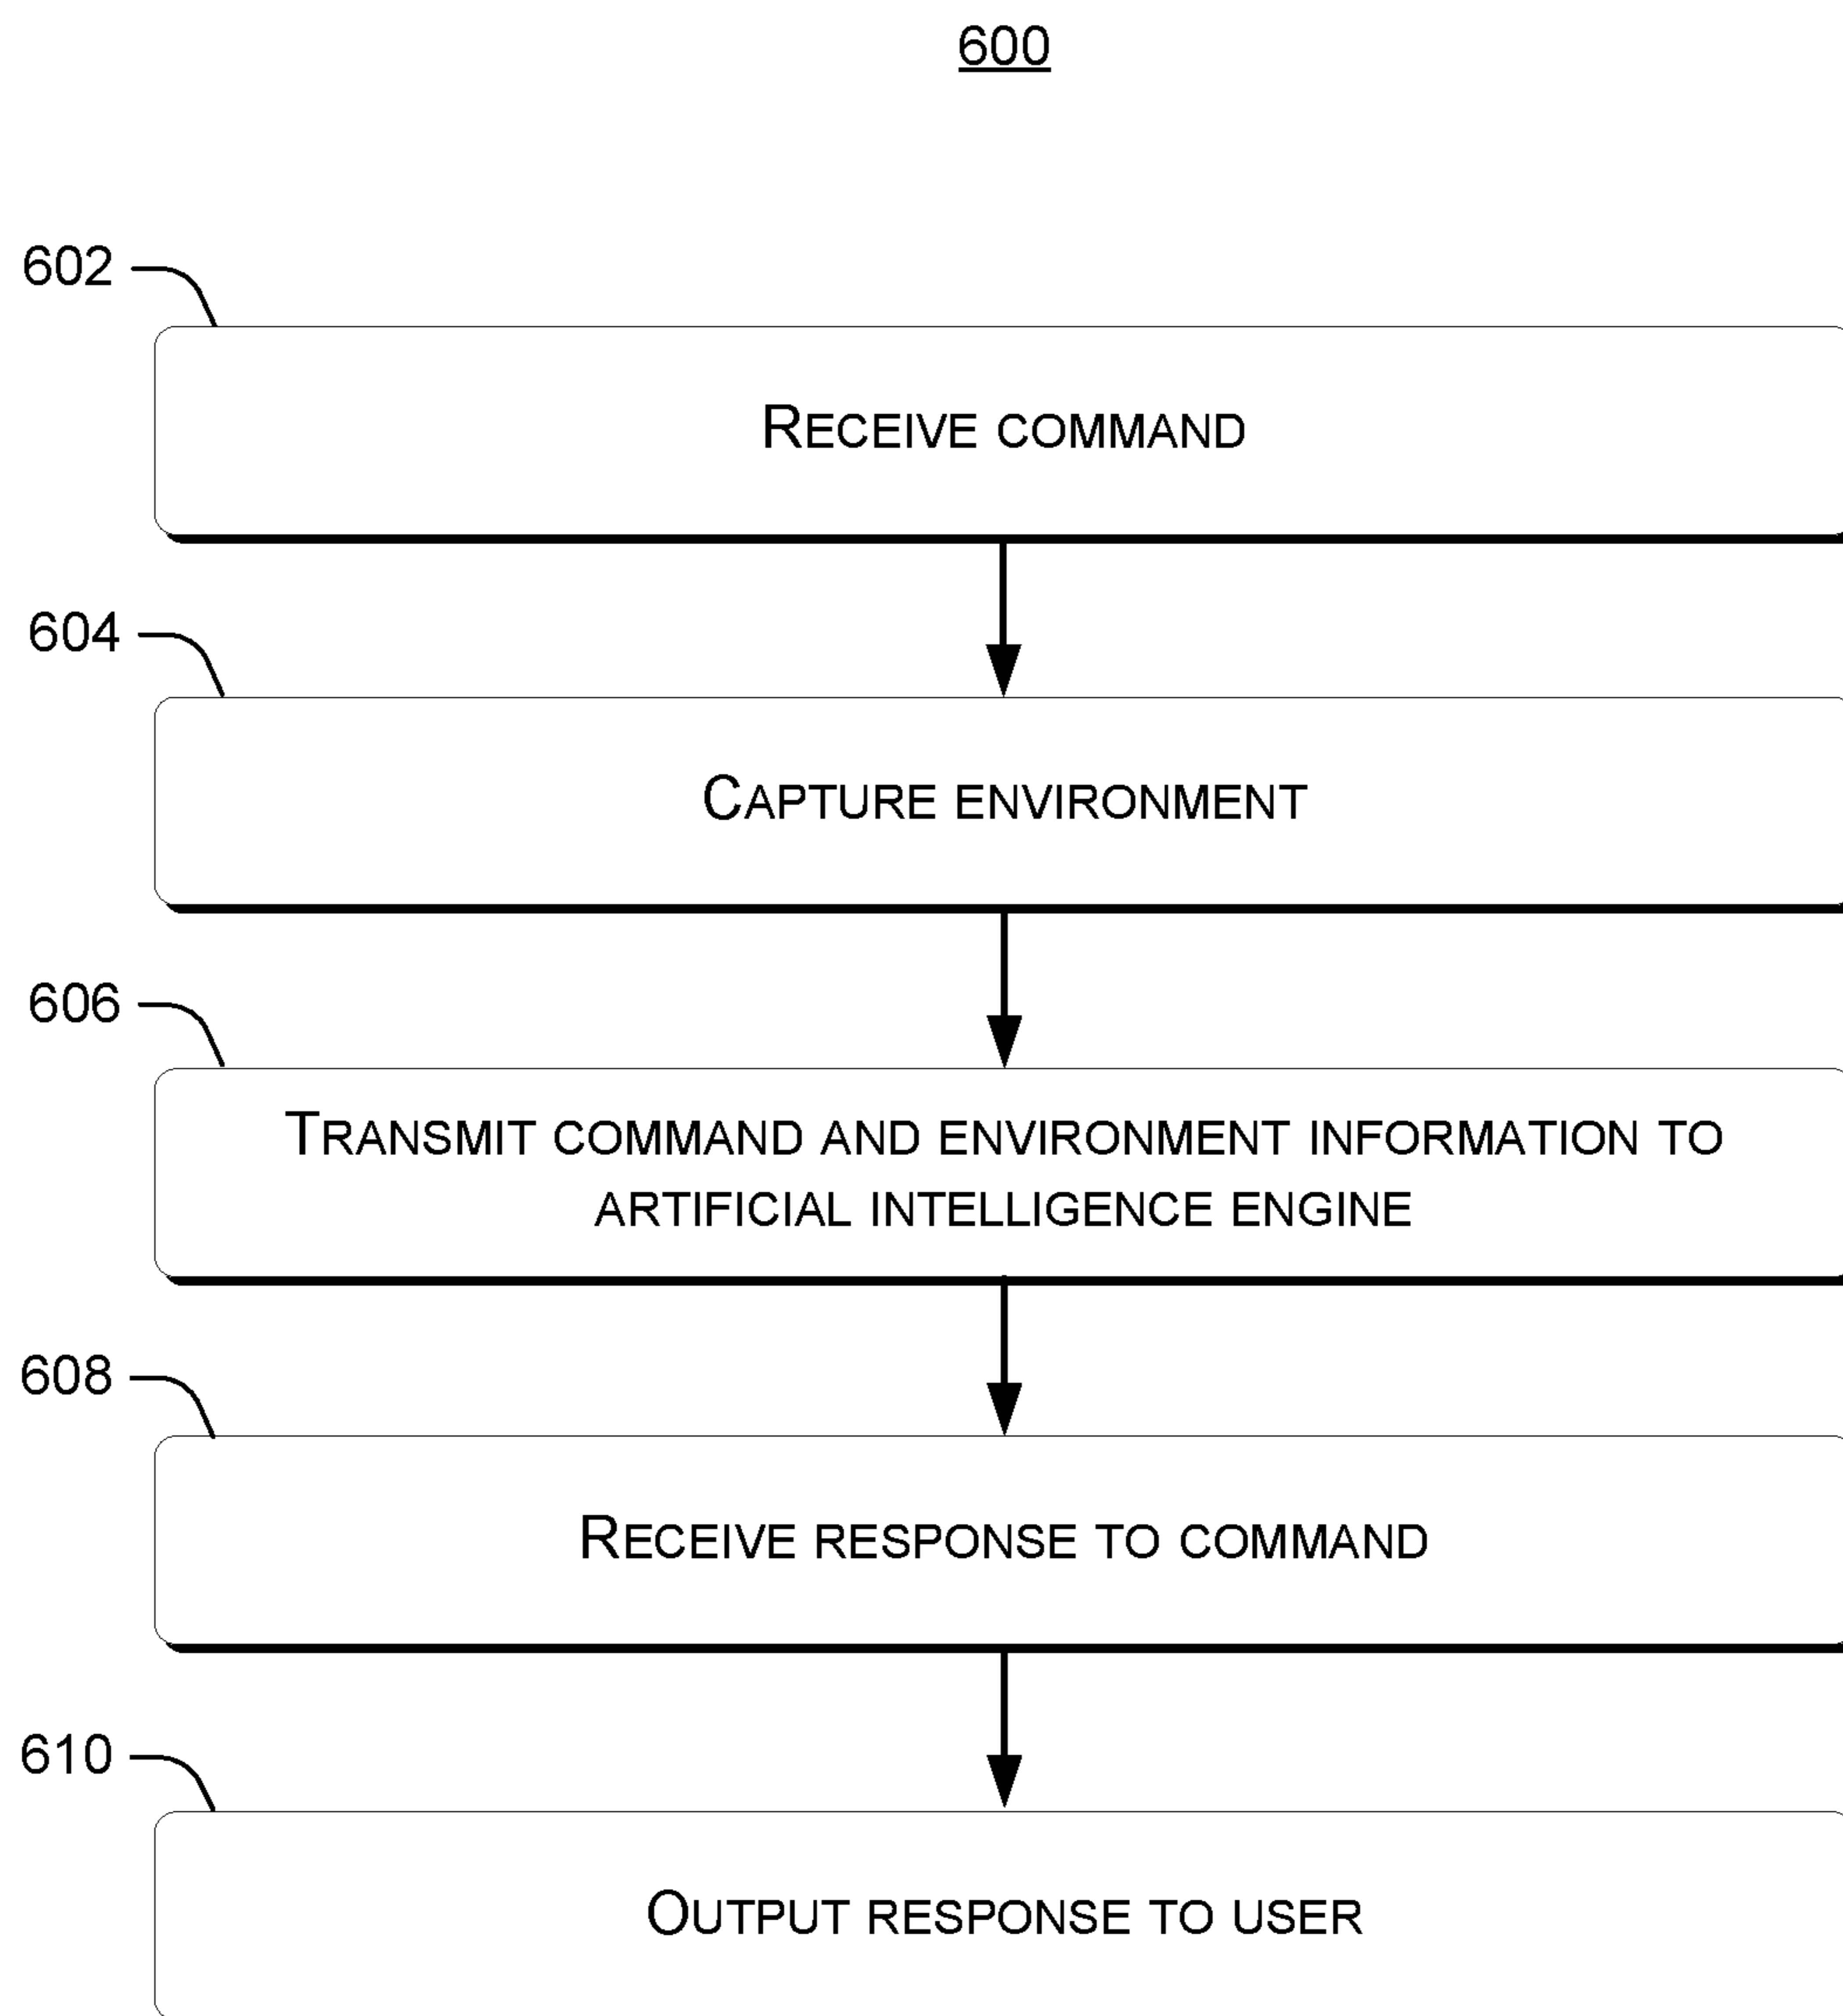 600
602
RECEIVE COMMAND
604
CAPTURE ENVIRONMENT
606
TRANSMIT COMMAND AND ENVIRONMENT INFORMATION TO
ARTIFICIAL INTELLIGENCE ENGINE
608
RECEIVE RESPONSE TO COMMAND
610
OUTPUT RESPONSE TO USER